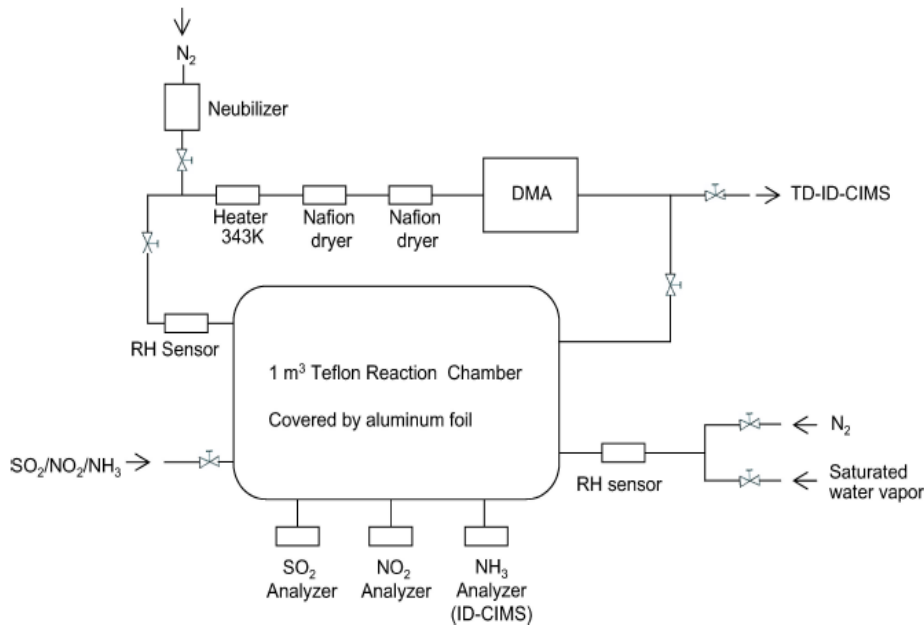 N₂
Neubilizer
Heater
343K
Nafion
dryer
Nafion
dryer
DMA
TD-ID-CIMS
RH Sensor
1 m³ Teflon Reaction Chamber
Covered by aluminum foil
SO₂/NO₂/NH₃
RH sensor
N₂
Saturated
water vapor
SO₂
Analyzer
NO₂
Analyzer
NH₃
Analyzer
(ID-CIMS)